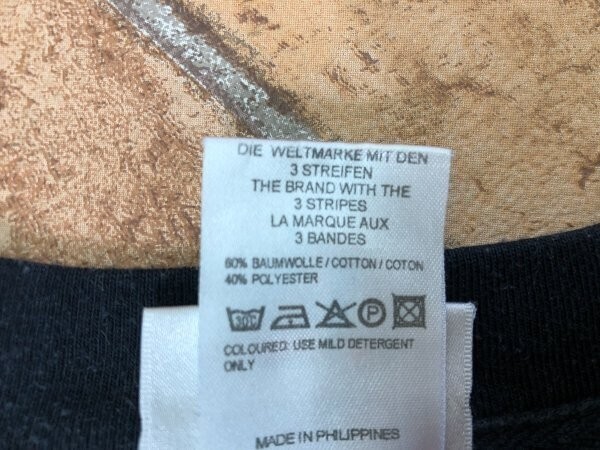 DIE WELTMARKE MIT DEN
3 STREIFEN
THE BRAND WITH THE
3 STRIPES
LA MARQUE AUX
3 BANDES
60% BAUMWOLLE / COTTON / COTON
40% POLYESTER
30° P
COLOURED: USE MILD DETERGENT
ONLY
MADE IN PHILIPPINES